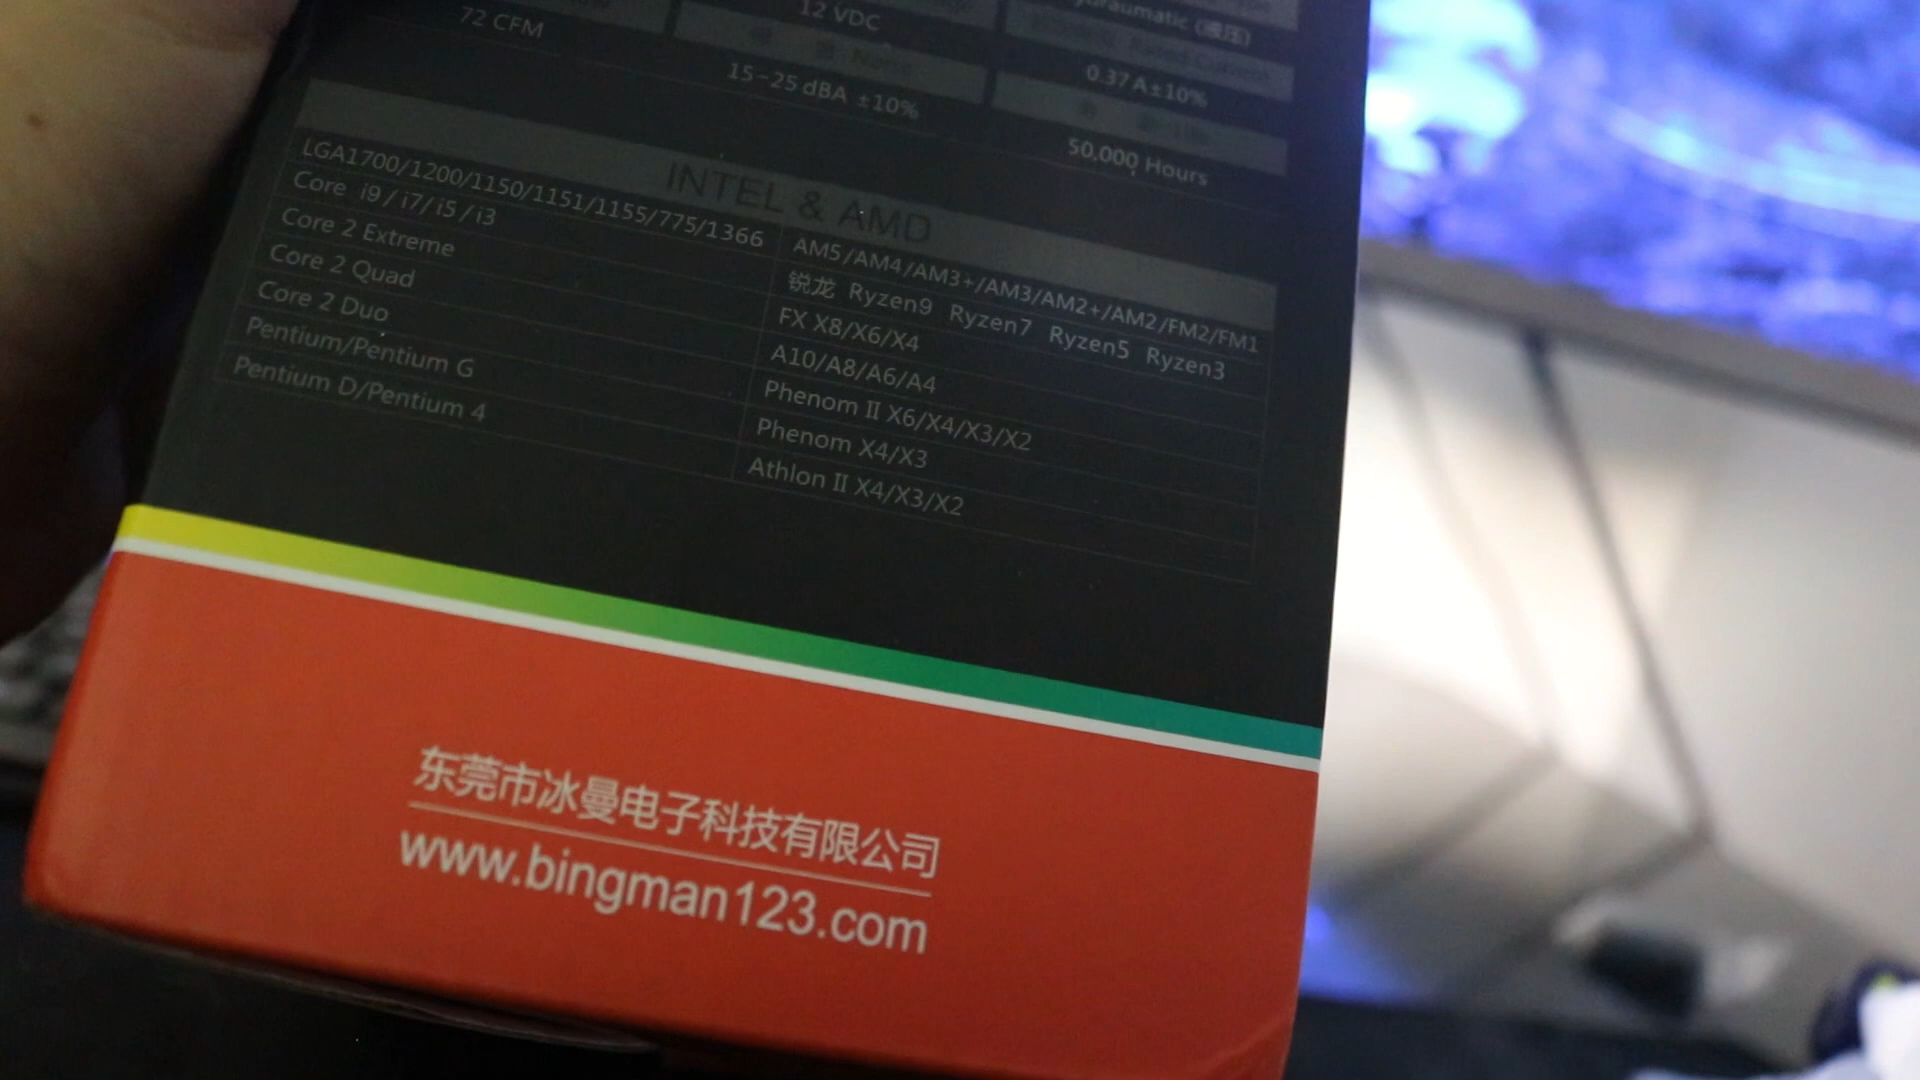 72 CFM
12 VDC
(液压)
15-25 dBA ±10%
0.37 A±10%
50,000 Hours
INTEL & AMD
LGA1700/1200/1150/1151/1155/775/1366
AM5/AM4/AM3+/AM3/AM2+/AM2/FM2/FM1
Core i9 / i7/ i5 / i3
锐龙 Ryzen9 Ryzen7 Ryzen5 Ryzen3
Core 2 Extreme
FX X8/X6/X4
Core 2 Quad
A10/A8/A6/A4
Core 2 Duo
Phenom II X6/X4/X3/X2
Pentium/Pentium G
Phenom X4/X3
Pentium D/Pentium 4
Athlon II X4/X3/X2
东莞市冰曼电子科技有限公司
www.bingman123.com